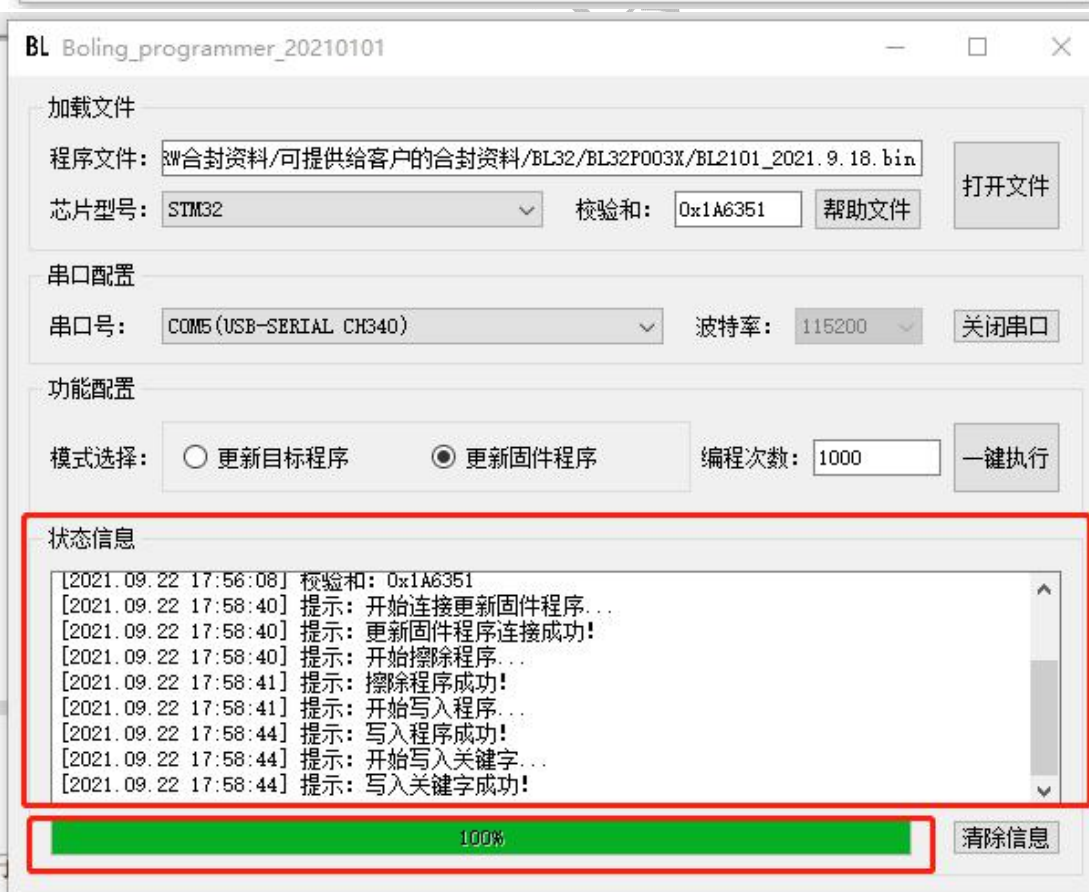 BL Boling_programmer_20210101
加载文件
程序文件: RW合封资料/可提供给客户的合封资料/BL32/BL32P003X/BL2101_2021.9.18.bin
打开文件
芯片型号: STM32 校验和: 0x1A6351 帮助文件
串口配置
串口号: COM5(USB-SERIAL CH340) 波特率: 115200 关闭串口
功能配置
模式选择: 更新目标程序 更新固件程序 编程次数: 1000 一键执行
状态信息
[2021.09.22 17:56:08] 校验和: 0x1A6351
[2021.09.22 17:58:40] 提示: 开始连接更新固件程序...
[2021.09.22 17:58:40] 提示: 更新固件程序连接成功!
[2021.09.22 17:58:40] 提示: 开始擦除程序...
[2021.09.22 17:58:41] 提示: 擦除程序成功!
[2021.09.22 17:58:41] 提示: 开始写入程序...
[2021.09.22 17:58:44] 提示: 写入程序成功!
[2021.09.22 17:58:44] 提示: 开始写入关键字...
[2021.09.22 17:58:44] 提示: 写入关键字成功!
100% 清除信息